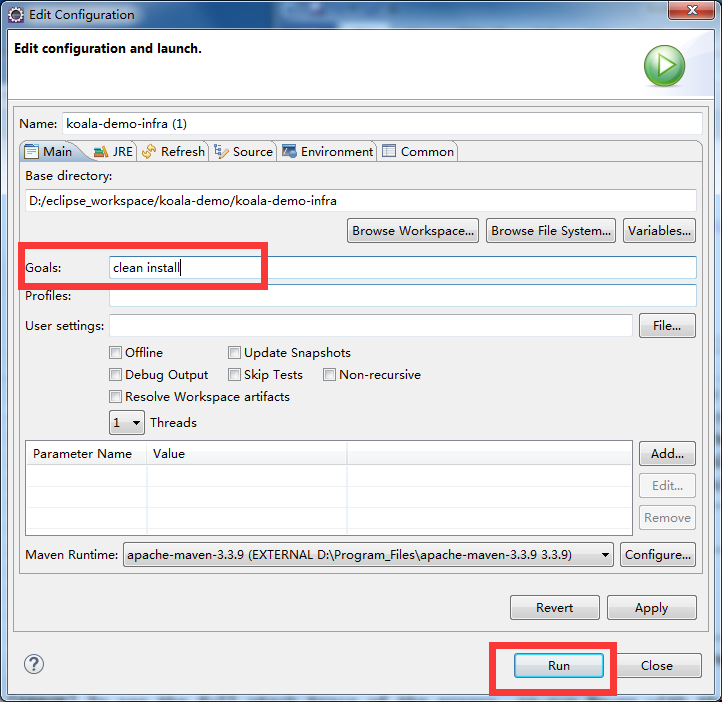 Edit Configuration
Edit configuration and launch.
Name: koala-demo-infra (1)
Main JRE Refresh Source Environment Common
Base directory:
D:/eclipse_workspace/koala-demo/koala-demo-infra
Browse Workspace... Browse File System... Variables...
Goals: clean install
Profiles:
User settings: File...
Offline Update Snapshots
Debug Output Skip Tests Non-recursive
Resolve Workspace artifacts
1 Threads
Parameter Name Value Add...
Edit...
Remove
Maven Runtime: apache-maven-3.3.9 (EXTERNAL D:\Program_Files\apache-maven-3.3.9 3.3.9) Configure...
Revert Apply
? Run Close